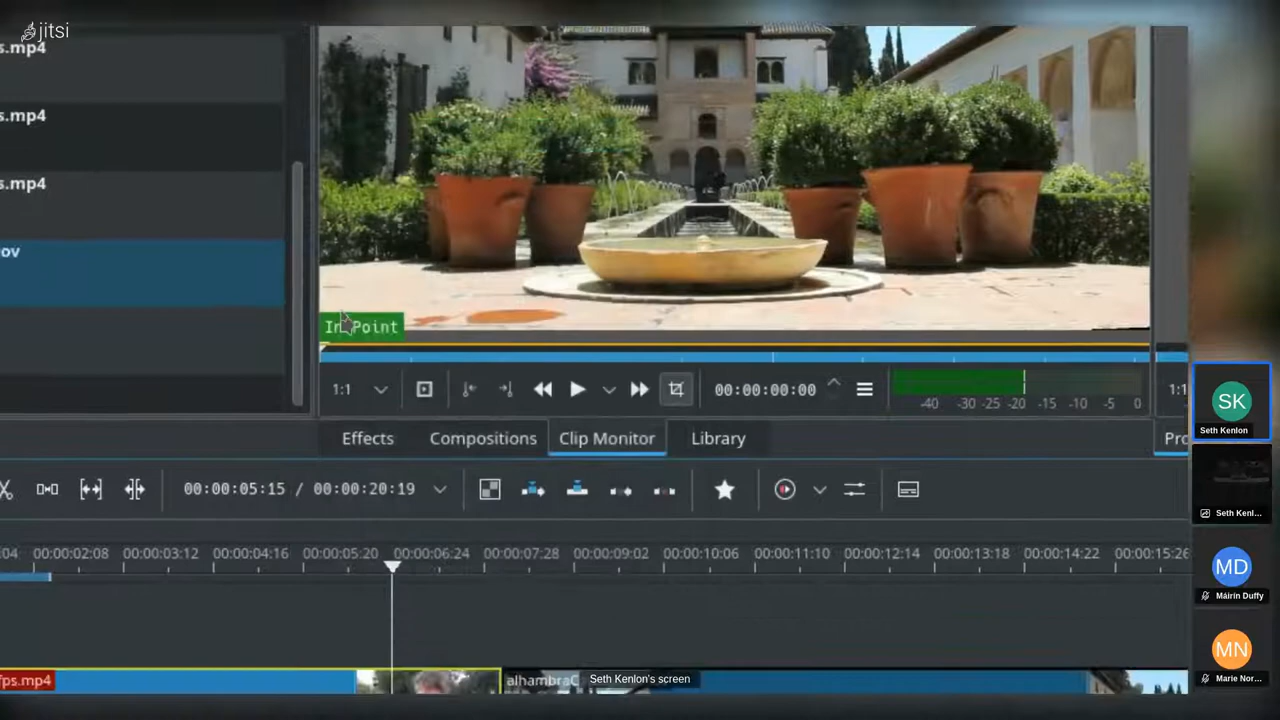 jitsi
s.mp4
s.mp4
s.mp4
ov
In Point
1:1
00:00:00:00
-40 -30 -25 -20 -15 -10 -5 0
1:1
Effects
Compositions
Clip Monitor
Library
Pro
00:00:05:15 / 00:00:20:19
:04 00:00:02:08 00:00:03:12 00:00:04:16 00:00:05:20 00:00:06:24 00:00:07:28 00:00:09:02 00:00:10:06 00:00:11:10 00:00:12:14 00:00:13:18 00:00:14:22 00:00:15:26
fps.mp4
alhambraC
Seth Kenlon's screen
SK
Seth Kenlon
Seth Kenl...
MD
Máirín Duffy
MN
Marie Nor...